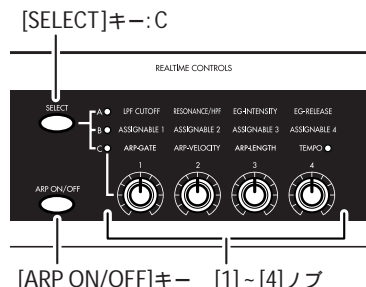 [SELECT]キー: C
REALTIME CONTROLS
SELECT
A LPF CUTOFF RESONANCE/HPF EG-INTENSITY EG-RELEASE
B ASSIGNABLE 1 ASSIGNABLE 2 ASSIGNABLE 3 ASSIGNABLE 4
C ARP-GATE ARP-VELOCITY ARP-LENGTH TEMPO
1 2 3 4
ARP ON/OFF
[ARP ON/OFF]キー [1] ~ [4]ノブ